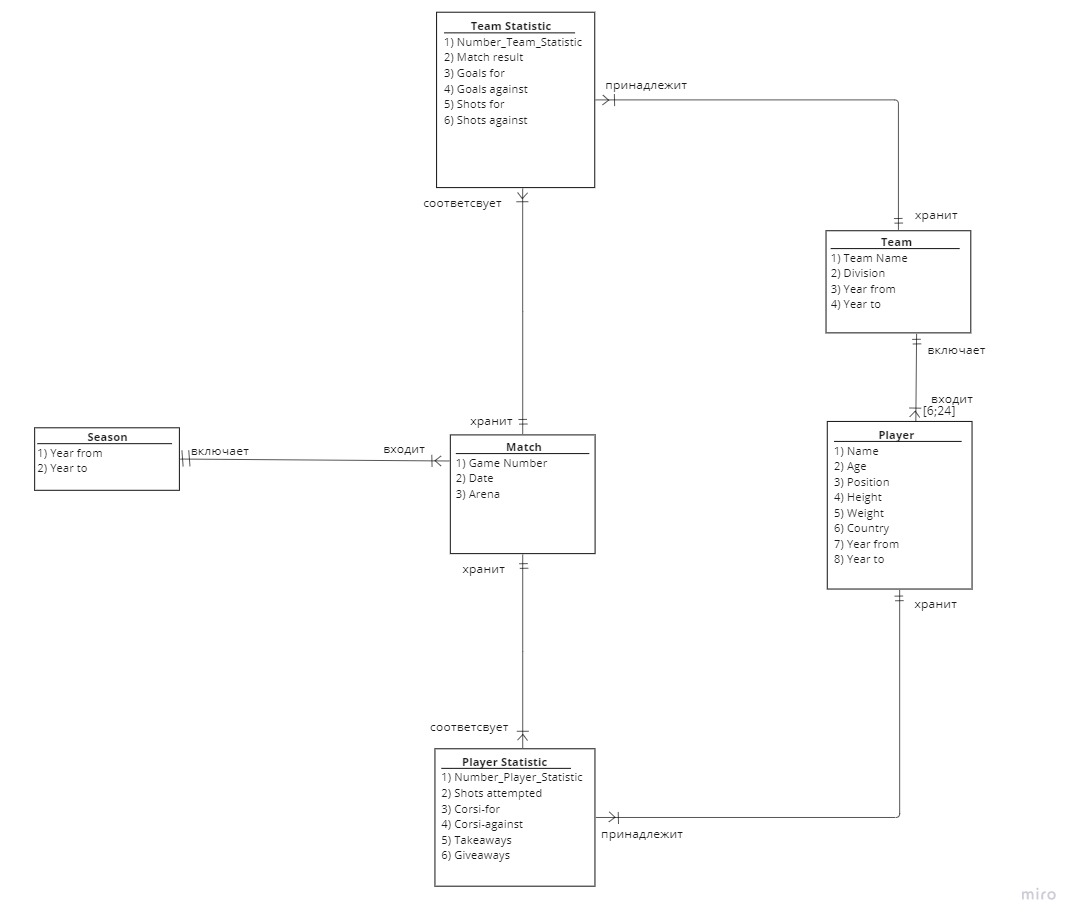 Team Statistic
1) Number_Team_Statistic
2) Match result
3) Goals for
4) Goals against
5) Shots for
6) Shots against
принадлежит
соответсвует
хранит
Team
1) Team Name
2) Division
3) Year from
4) Year to
включает
входит
[6;24]
хранит
Season
1) Year from
2) Year to
включает
входит
Match
1) Game Number
2) Date
3) Arena
Player
1) Name
2) Age
3) Position
4) Height
5) Weight
6) Country
7) Year from
8) Year to
хранит
хранит
соответсвует
Player Statistic
1) Number_Player_Statistic
2) Shots attempted
3) Corsi-for
4) Corsi-against
5) Takeaways
6) Giveaways
принадлежит
miro